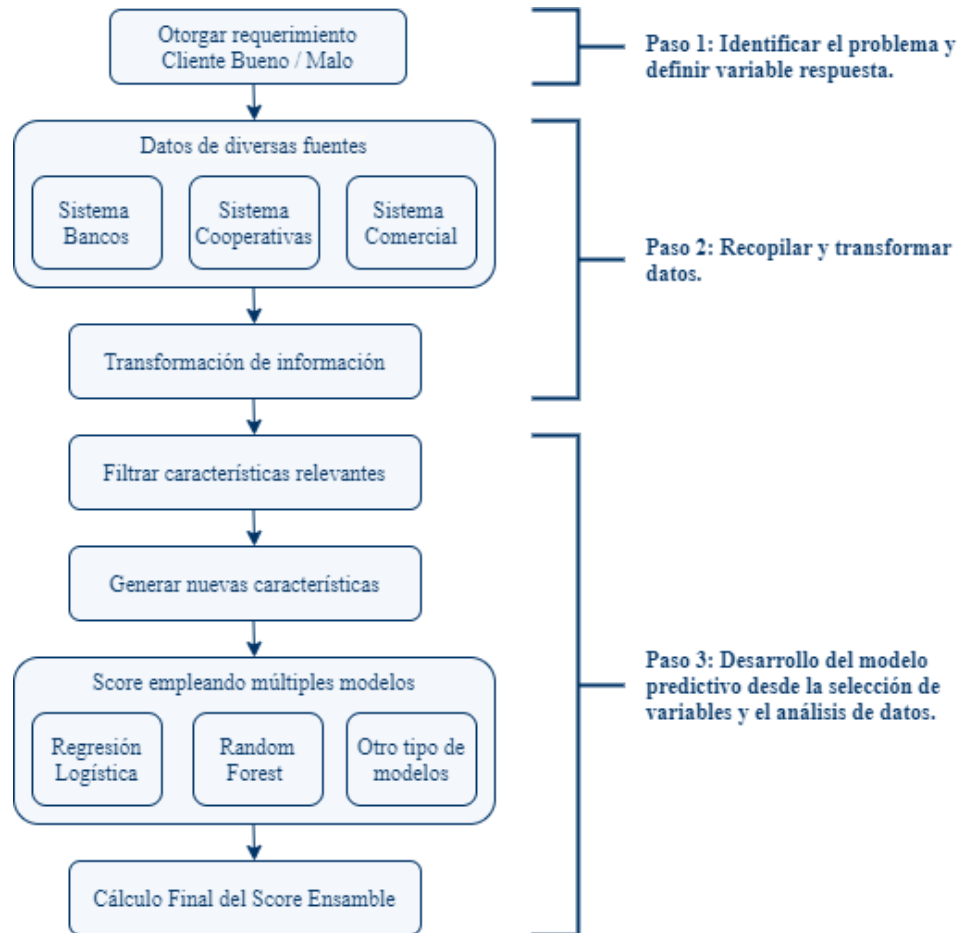 Otorgar requerimiento
Cliente Bueno / Malo
Paso 1: Identificar el problema y
definir variable respuesta.
Datos de diversas fuentes
Sistema
Bancos
Sistema
Cooperativas
Sistema
Comercial
Paso 2: Recopilar y transformar
datos.
Transformación de información
Filtrar características relevantes
Generar nuevas características
Score empleando múltiples modelos
Regresión
Logística
Random
Forest
Otro tipo de
modelos
Paso 3: Desarrollo del modelo
predictivo desde la selección de
variables y el análisis de datos.
Cálculo Final del Score Ensamble